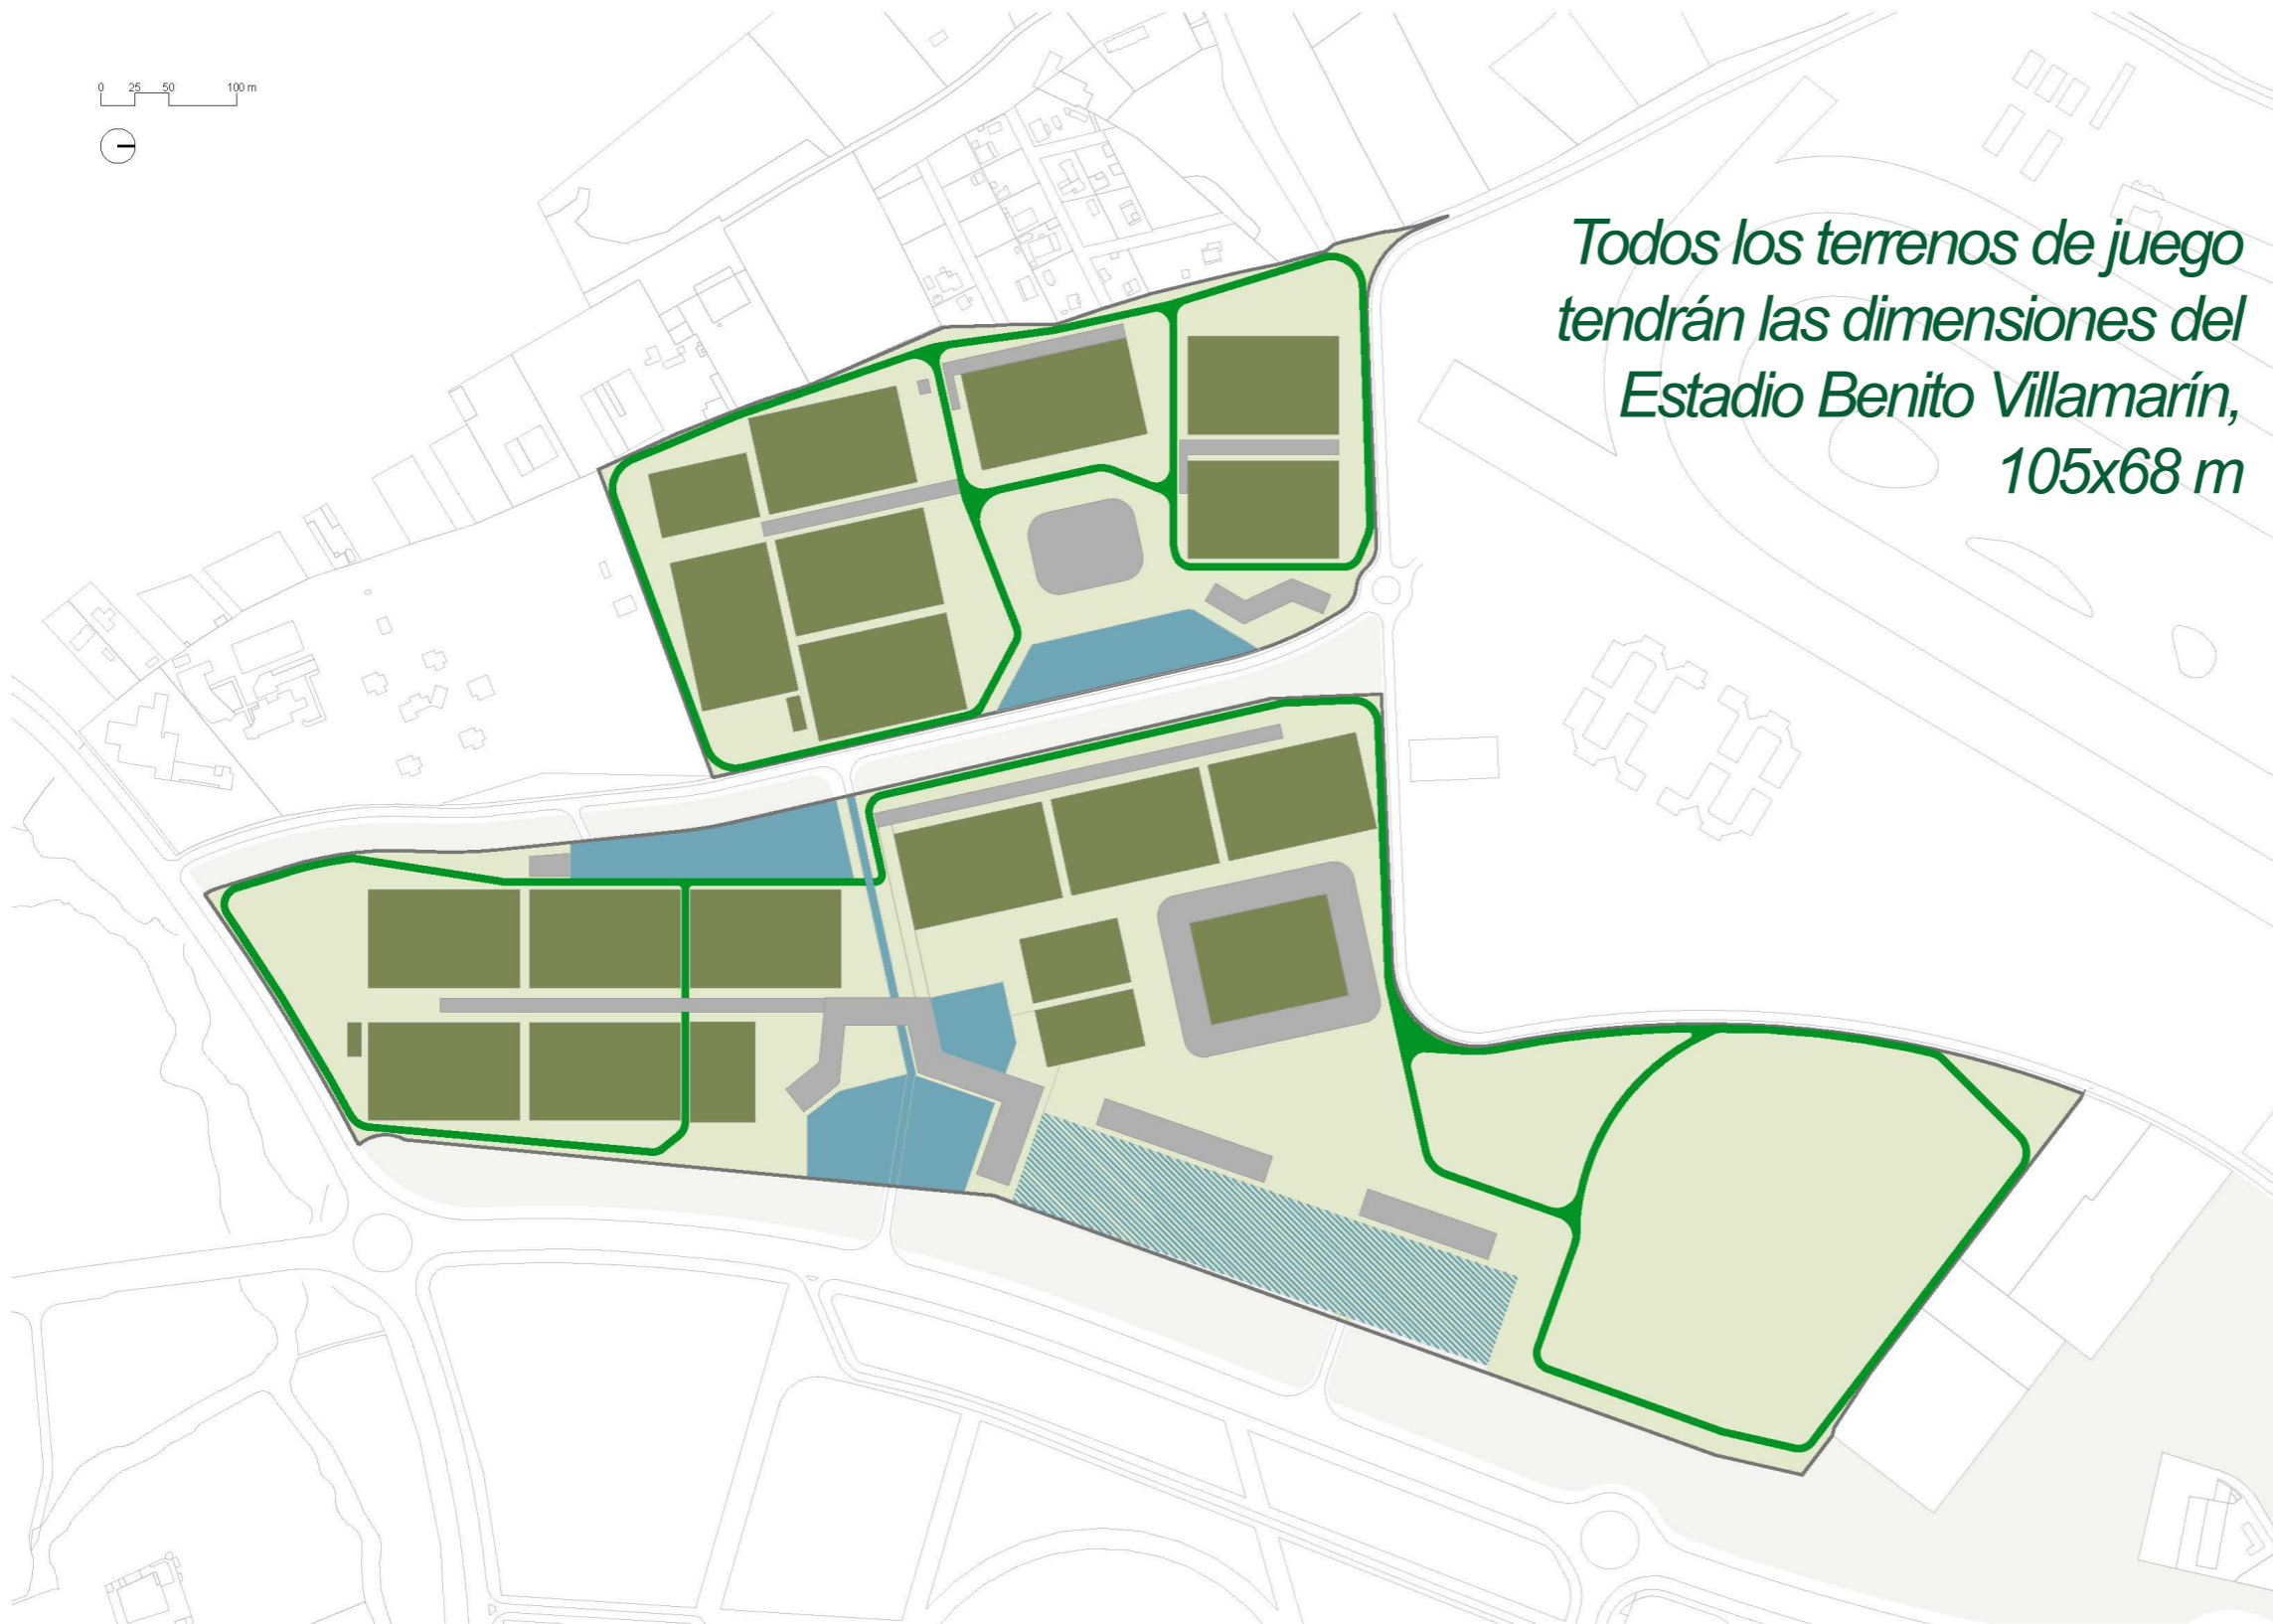 0 25 50 100 m
Todos los terrenos de juego
tendrán las dimensiones del
Estadio Benito Villamarín,
105x68 m